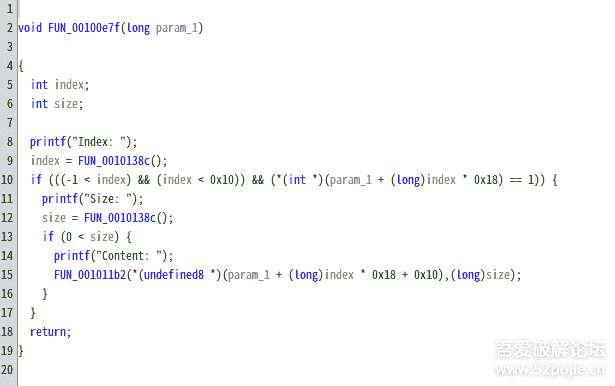 1
2 void FUN_00100e7f(long param_1)
3
4 {
5   int index;
6   int size;
7
8   printf("Index: ");
9   index = FUN_0010138c();
10   if (((-1 < index) && (index < 0x10)) && (*(int *)(param_1 + (long)index * 0x18) == 1)) {
11     printf("Size: ");
12     size = FUN_0010138c();
13     if (0 < size) {
14       printf("Content: ");
15       FUN_001011b2(*(undefined8 *)(param_1 + (long)index * 0x18 + 0x10),(long)size);
16     }
17   }
18   return;
19 }
20
吾爱破解论坛
www.52pojie.cn